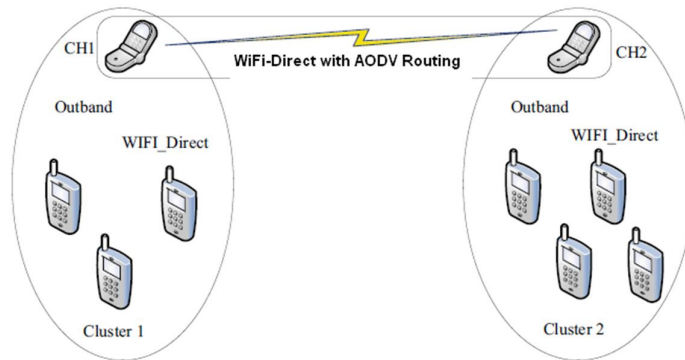 CH1
CH2
WiFi-Direct with AODV Routing
Outband
Outband
WIFI_Direct
WIFI_Direct
Cluster 1
Cluster 2